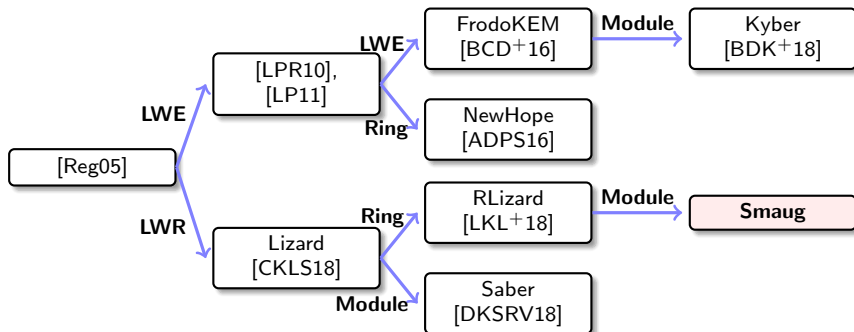 FrodoKEM
[BCD+16]
Module
Kyber
[BDK+18]
LWE
[LPR10],
[LP11]
LWE
Ring
NewHope
[ADPS16]
[Reg05]
LWR
Ring
RLizard
[LKL+18]
Module
Smaug
Lizard
[CKLS18]
Module
Saber
[DKSRV18]